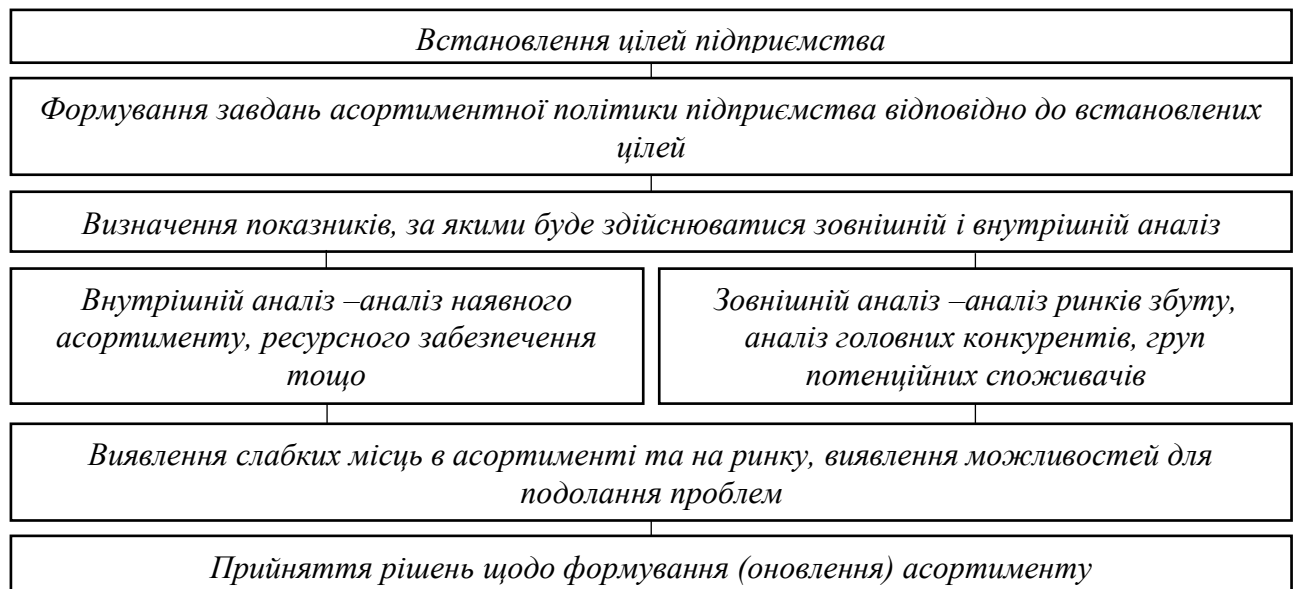 Встановлення цілей підприємства
Формування завдань асортиментної політики підприємства відповідно до встановлених
цілей
Визначення показників, за якими буде здійснюватися зовнішній і внутрішній аналіз
Внутрішній аналіз –аналіз наявного
асортименту, ресурсного забезпечення
тощо
Зовнішній аналіз –аналіз ринків збуту,
аналіз головних конкурентів, груп
потенційних споживачів
Виявлення слабких місць в асортименті та на ринку, виявлення можливостей для
подолання проблем
Прийняття рішень щодо формування (оновлення) асортименту